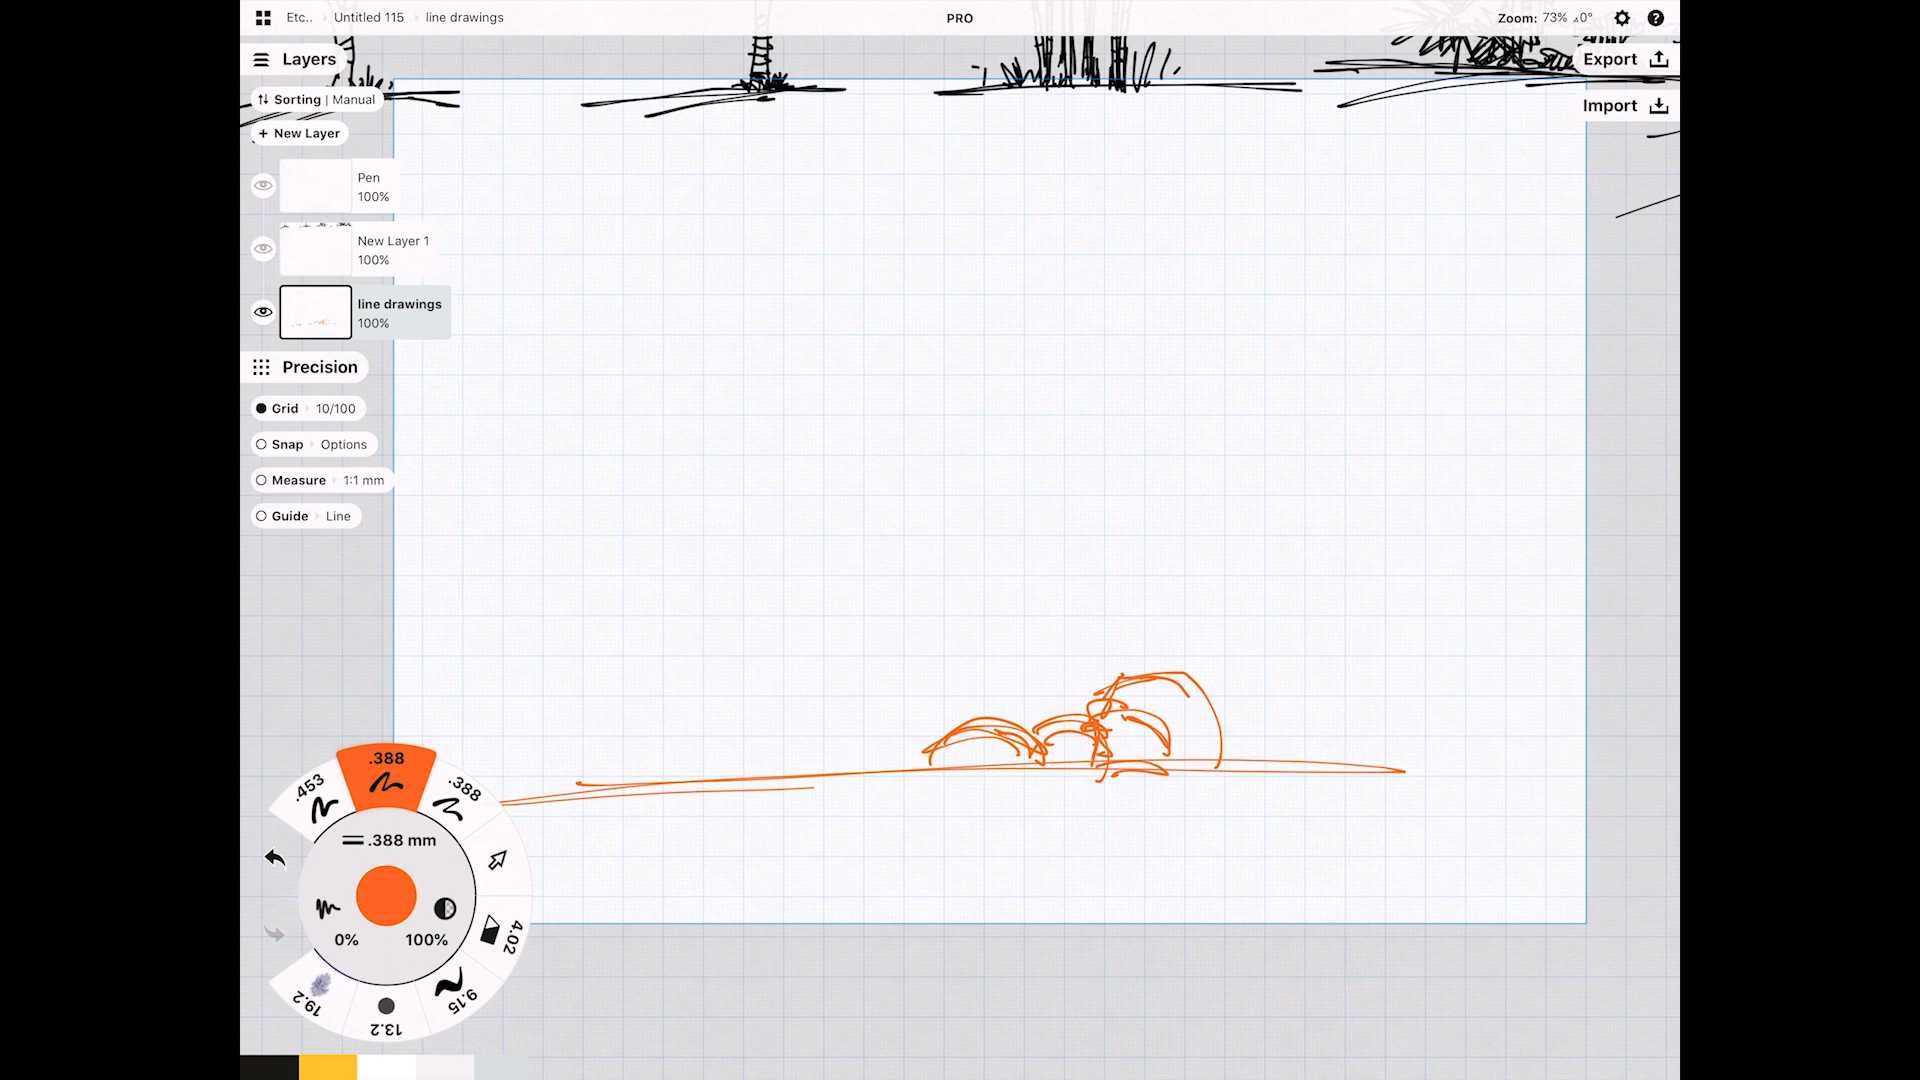 Etc.. Untitled 115 line drawings
PRO
Zoom: 73% 0°
Layers
Export
Sorting | Manual
Import
+ New Layer
Pen
100%
New Layer 1
100%
line drawings
100%
Precision
Grid 10/100
Snap Options
Measure 1:1 mm
Guide Line
.453
.388
.388
.388 mm
0%
100%
4.02
9.15
13.2
19.2